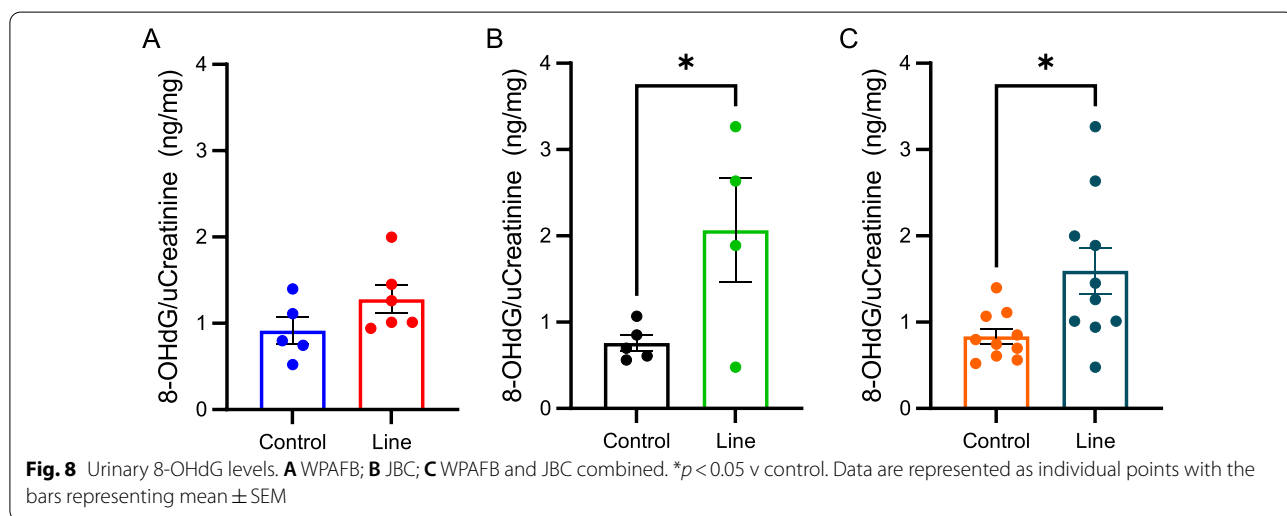 A
8-OHdG/uCreatinine (ng/mg)
4
3
2
1
0
Control Line
B
*
8-OHdG/uCreatinine (ng/mg)
4
3
2
1
0
Control Line
C
*
8-OHdG/uCreatinine (ng/mg)
4
3
2
1
0
Control Line
Fig. 8 Urinary 8-OHdG levels. A WPAFB; B JBC; C WPAFB and JBC combined. *p < 0.05 v control. Data are represented as individual points with the
bars representing mean ± SEM